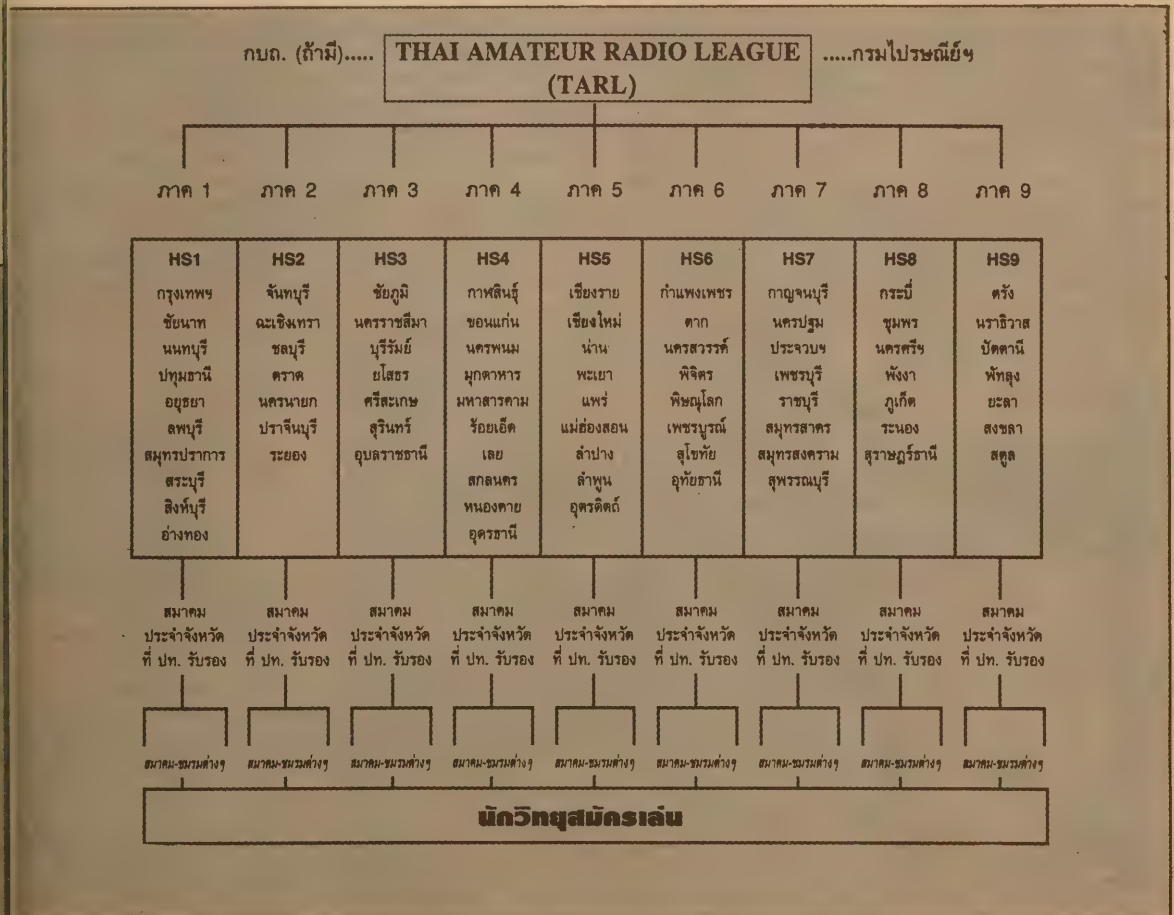 กบถ. (ถ้ามี)..... THAI AMATEUR RADIO LEAGUE .....กรมไปรษณีย์ฯ
(TARL)
ภาค 1 ภาค 2 ภาค 3 ภาค 4 ภาค 5 ภาค 6 ภาค 7 ภาค 8 ภาค 9
HS1 HS2 HS3 HS4 HS5 HS6 HS7 HS8 HS9
กรุงเทพฯ จันทบุรี ชัยภูมิ กาฬสินธุ์ เชียงราย กำแพงเพชร กาญจนบุรี กระบี่ ตรัง
ชัยนาท ฉะเชิงเทรา นครราชสีมา ขอนแก่น เชียงใหม่ ตาก นครปฐม ชุมพร นราธิวาส
นนทบุรี ชลบุรี บุรีรัมย์ นครพนม น่าน นครสวรรค์ ประจวบฯ นครศรีฯ ปัตตานี
ปทุมธานี ตราด ยโสธร มุกดาหาร พะเยา พิจิตร เพชรบุรี พังงา พัทลุง
อยุธยา นครนายก ศรีสะเกษ มหาสารคาม แพร่ พิษณุโลก ราชบุรี ภูเก็ต ยะลา
ลพบุรี ปราจีนบุรี สุรินทร์ ร้อยเอ็ด แม่ฮ่องสอน เพชรบูรณ์ สมุทรสาคร ระนอง สงขลา
สมุทรปราการ ระยอง อุบลราชธานี เลย ลำปาง สุโขทัย สมุทรสงคราม สุราษฎร์ธานี สตูล
สระบุรี สกลนคร ลำพูน อุทัยธานี สุพรรณบุรี
สิงห์บุรี หนองคาย อุตรดิตถ์
อ่างทอง อุดรธานี
สมาคม สมาคม สมาคม สมาคม สมาคม สมาคม สมาคม สมาคม สมาคม
ประจำจังหวัด ประจำจังหวัด ประจำจังหวัด ประจำจังหวัด ประจำจังหวัด ประจำจังหวัด ประจำจังหวัด ประจำจังหวัด ประจำจังหวัด
ที่ ปท. รับรอง ที่ ปท. รับรอง ที่ ปท. รับรอง ที่ ปท. รับรอง ที่ ปท. รับรอง ที่ ปท. รับรอง ที่ ปท. รับรอง ที่ ปท. รับรอง ที่ ปท. รับรอง
สมาคม-ชมรมต่างๆ สมาคม-ชมรมต่างๆ สมาคม-ชมรมต่างๆ สมาคม-ชมรมต่างๆ สมาคม-ชมรมต่างๆ สมาคม-ชมรมต่างๆ สมาคม-ชมรมต่างๆ สมาคม-ชมรมต่างๆ สมาคม-ชมรมต่างๆ
นักวิทยุสมัครเล่น